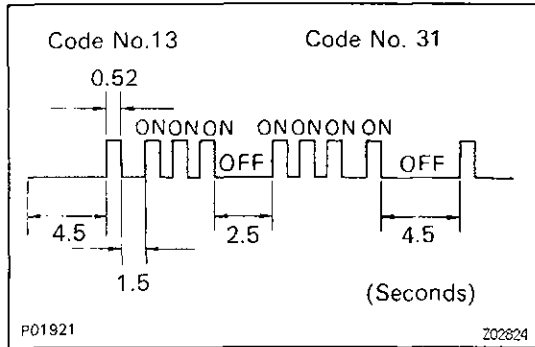 Code No.13 Code No. 31
0.52
ON ON ON ON ON ON ON
OFF OFF
4.5 2.5 4.5
1.5
(Seconds)
P01921 Z02824